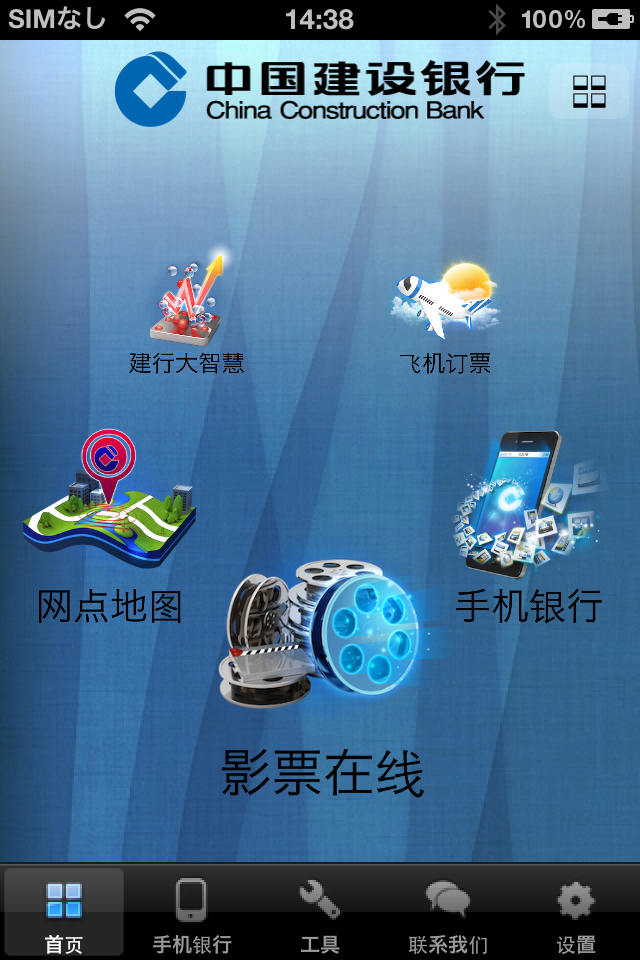 SIMなし 14:38 100%
中国建设银行
China Construction Bank
建行大智慧
飞机订票
网点地图
手机银行
影票在线
首页
手机银行
工具
联系我们
设置